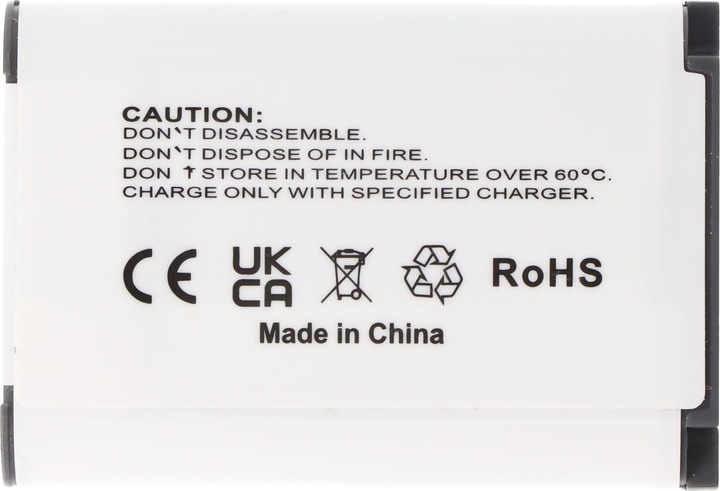 CAUTION:
DON`T DISASSEMBLE.
DON`T DISPOSE OF IN FIRE.
DON `T STORE IN TEMPERATURE OVER 60°C.
CHARGE ONLY WITH SPECIFIED CHARGER.
CE UK CA RoHS
Made in China